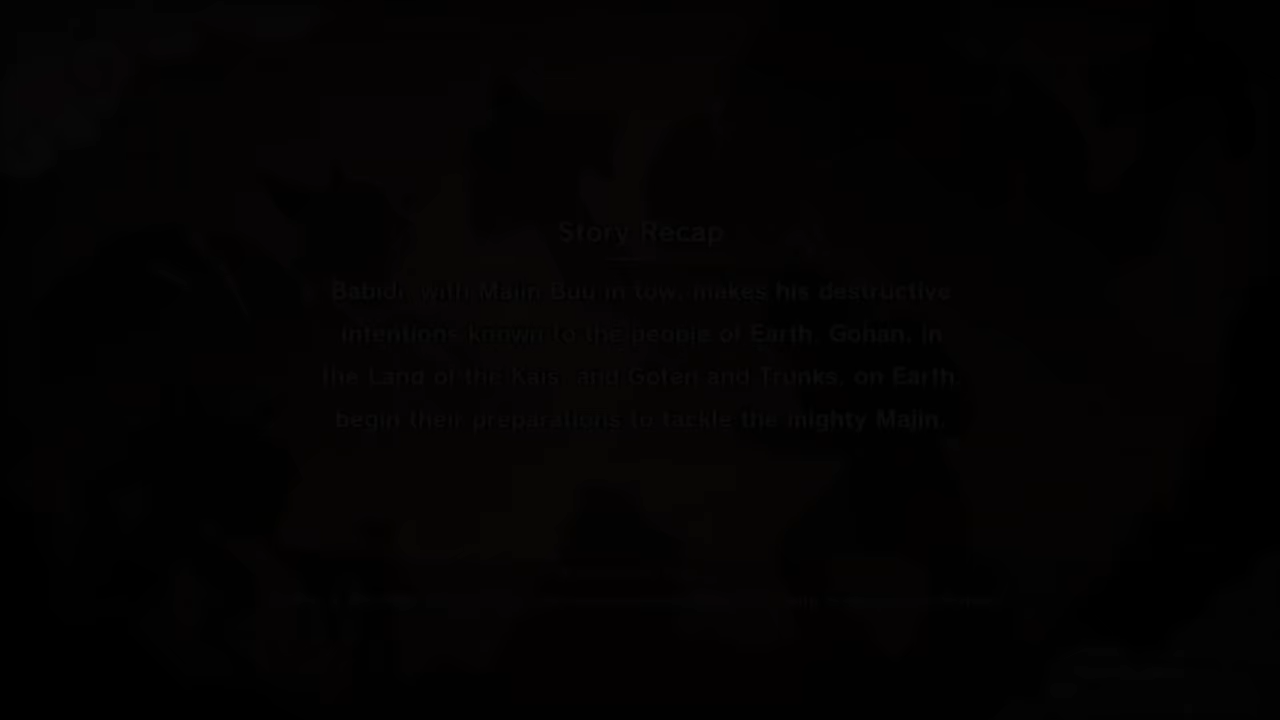 Story Recap
Babidi, with Majin Buu in tow, makes his destructive
intentions known to the people of Earth. Gohan, in
the Land of the Kais, and Goten and Trunks, on Earth,
begin their preparations to tackle the mighty Majin.